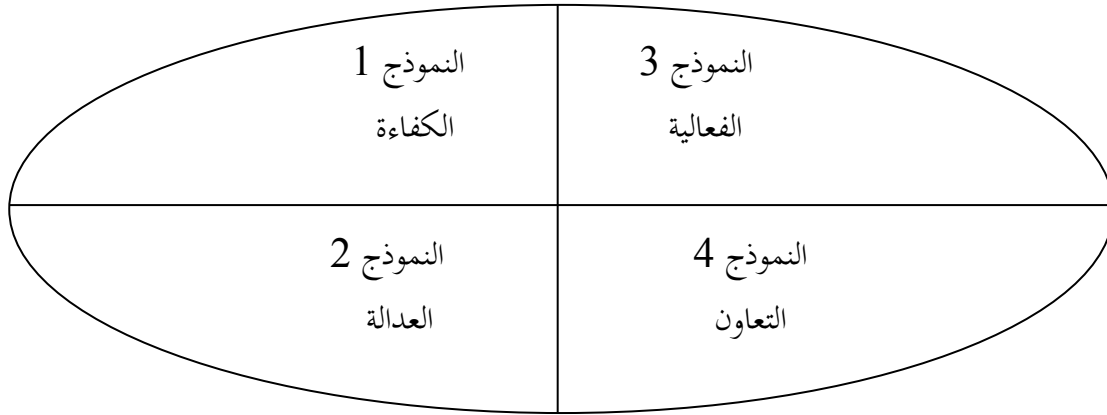 النموذج 3
الفعالية
النموذج 1
الكفاءة
النموذج 4
التعاون
النموذج 2
العدالة